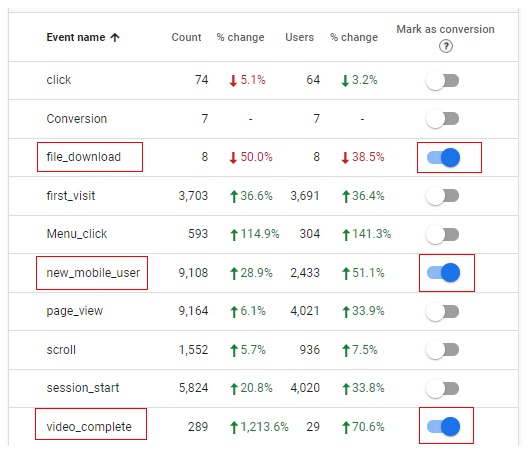 Event name ↑ Count % change Users % change Mark as conversion ?
click 74 ↓ 5.1% 64 ↓ 3.2%
Conversion 7 - 7 -
file_download 8 ↓ 50.0% 8 ↓ 38.5%
first_visit 3,703 ↑ 36.6% 3,691 ↑ 36.4%
Menu_click 593 ↑ 114.9% 304 ↑ 141.3%
new_mobile_user 9,108 ↑ 28.9% 2,433 ↑ 51.1%
page_view 9,164 ↑ 6.1% 4,021 ↑ 33.9%
scroll 1,552 ↑ 5.7% 936 ↑ 7.5%
session_start 5,824 ↑ 20.8% 4,020 ↑ 33.8%
video_complete 289 ↑ 1,213.6% 29 ↑ 70.6%